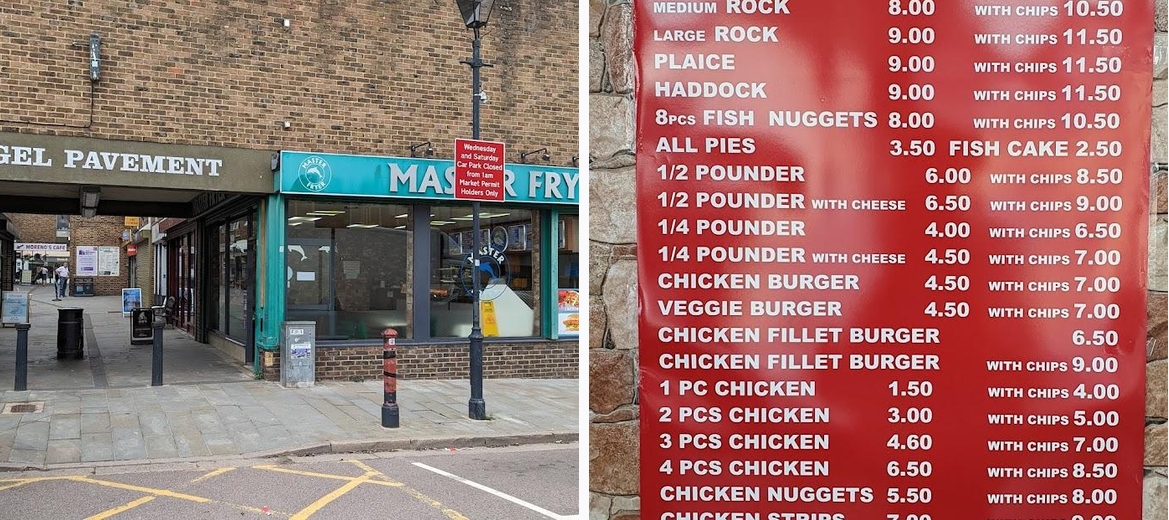 GEL PAVEMENT
MASTER
FRYER
MAS R FRY
Wednesday
and Saturday
Car Park Closed
from 1am
Market Permit
Holders Only
MORENO'S CAFE
MASTER
MEDIUM ROCK 8.00 WITH CHIPS 10.50
LARGE ROCK 9.00 WITH CHIPS 11.50
PLAICE 9.00 WITH CHIPS 11.50
HADDOCK 9.00 WITH CHIPS 11.50
8PCS FISH NUGGETS 8.00 WITH CHIPS 10.50
ALL PIES 3.50 FISH CAKE 2.50
1/2 POUNDER 6.00 WITH CHIPS 8.50
1/2 POUNDER WITH CHEESE 6.50 WITH CHIPS 9.00
1/4 POUNDER 4.00 WITH CHIPS 6.50
1/4 POUNDER WITH CHEESE 4.50 WITH CHIPS 7.00
CHICKEN BURGER 4.50 WITH CHIPS 7.00
VEGGIE BURGER 4.50 WITH CHIPS 7.00
CHICKEN FILLET BURGER 6.50
CHICKEN FILLET BURGER WITH CHIPS 9.00
1 PC CHICKEN 1.50 WITH CHIPS 4.00
2 PCS CHICKEN 3.00 WITH CHIPS 5.00
3 PCS CHICKEN 4.60 WITH CHIPS 7.00
4 PCS CHICKEN 6.50 WITH CHIPS 8.50
CHICKEN NUGGETS 5.50 WITH CHIPS 8.00
CHICKEN STRIPS